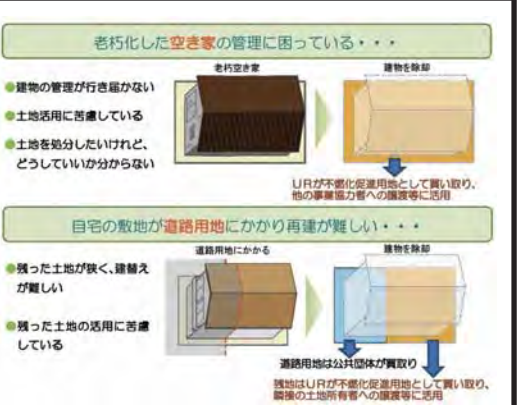 老朽化した空き家の管理に困っている・・・
●建物の管理が行き届かない
●土地活用に苦慮している
●土地を処分したいけれど、
どうしていいか分からない
老朽空き家
建物を除却
URが不燃化促進用地として買い取り、
他の事業協力者への譲渡等に活用
自宅の敷地が道路用地にかかり再建が難しい・・・
●残った土地が狭く、建替え
が難しい
●残った土地の活用に苦慮
している
道路用地にかかる
建物を除却
道路用地は公共団体が買取り
残地はURが不燃化促進用地として買い取り、
隣接の土地所有者への譲渡等に活用